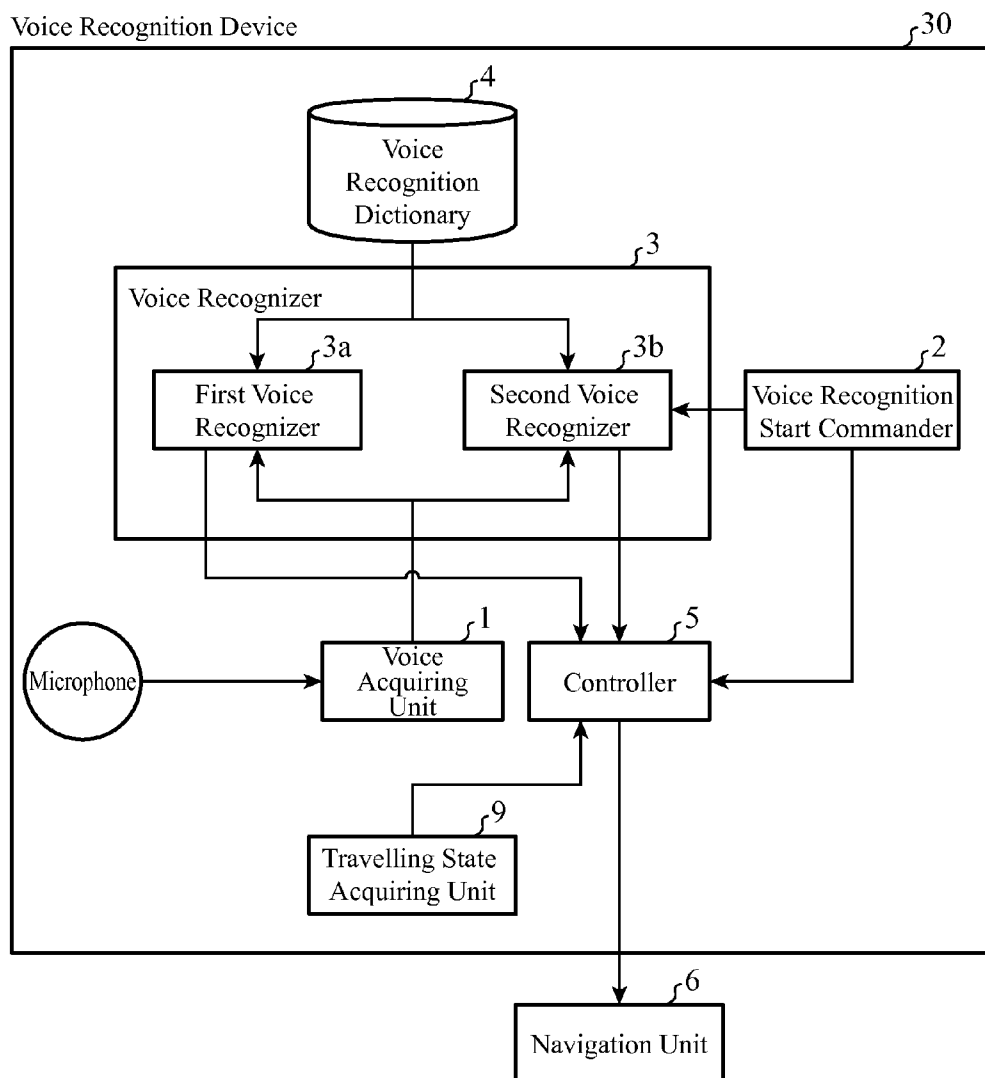 Voice Recognition Device
30
4
Voice
Recognition
Dictionary
3
Voice Recognizer
3a
First Voice
Recognizer
3b
Second Voice
Recognizer
2
Voice Recognition
Start Commander
Microphone
1
Voice
Acquiring
Unit
5
Controller
9
Travelling State
Acquiring Unit
6
Navigation Unit